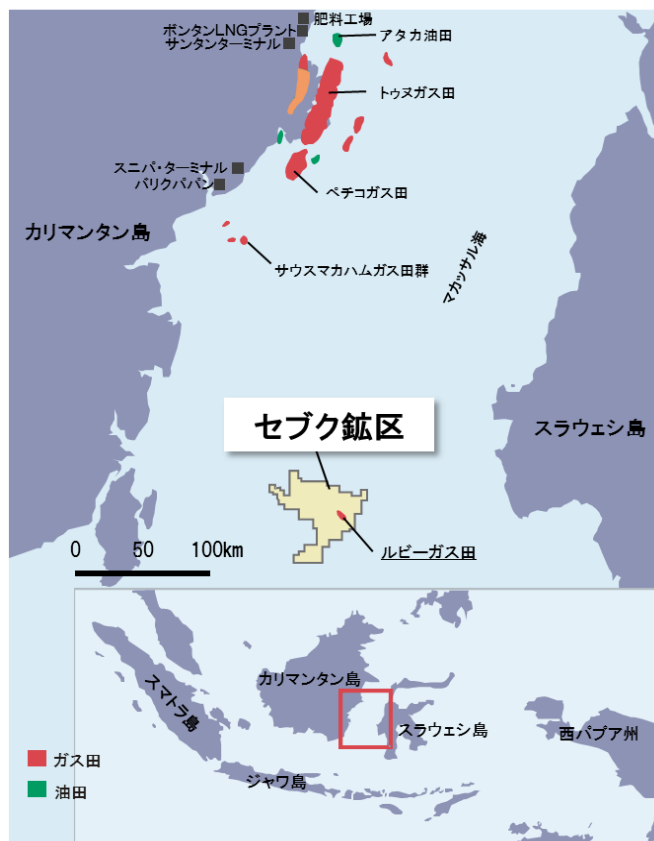 肥料工場
ボンタンLNGプラント
サンタンターミナル
アタカ油田
トゥヌガス田
スニパ・ターミナル
バリクパパン
ペチコガス田
カリマンタン島
サウスマカハムガス田群
マカッサル海
セブク鉱区
スラウェシ島
0 50 100km
ルビーガス田
カリマンタン島
スマトラ島
スラウェシ島
西パプア州
ガス田
油田
ジャワ島